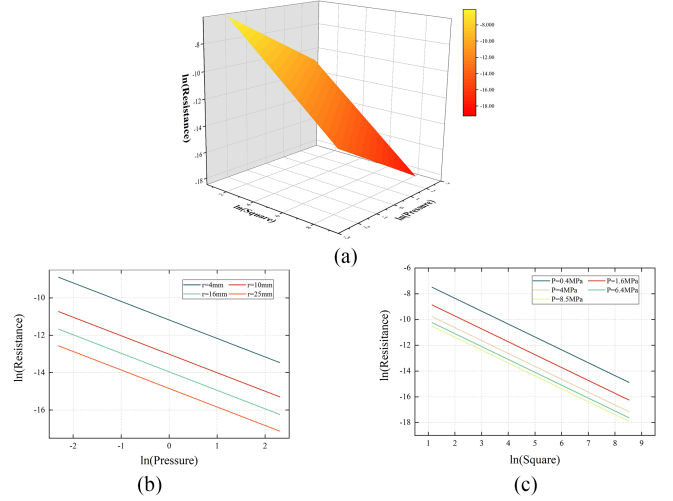 -8
-10
-12
-14
-16
-18
ln(Resistance)
ln(Square)
ln(Presure)
-8.000
-10.00
-12.00
-14.00
-16.00
-18.00
(a)
r=4mm
r=10mm
r=16mm
r=25mm
-10
-12
-14
-16
-2
-1
0
1
2
ln(Resistance)
ln(Pressure)
(b)
P=0.4MPa
P=1.6MPa
P=4MPa
P=6.4MPa
P=8.5MPa
-6
-8
-10
-12
-14
-16
-18
1
2
3
4
5
6
7
8
9
ln(Resisitance)
ln(Square)
(c)